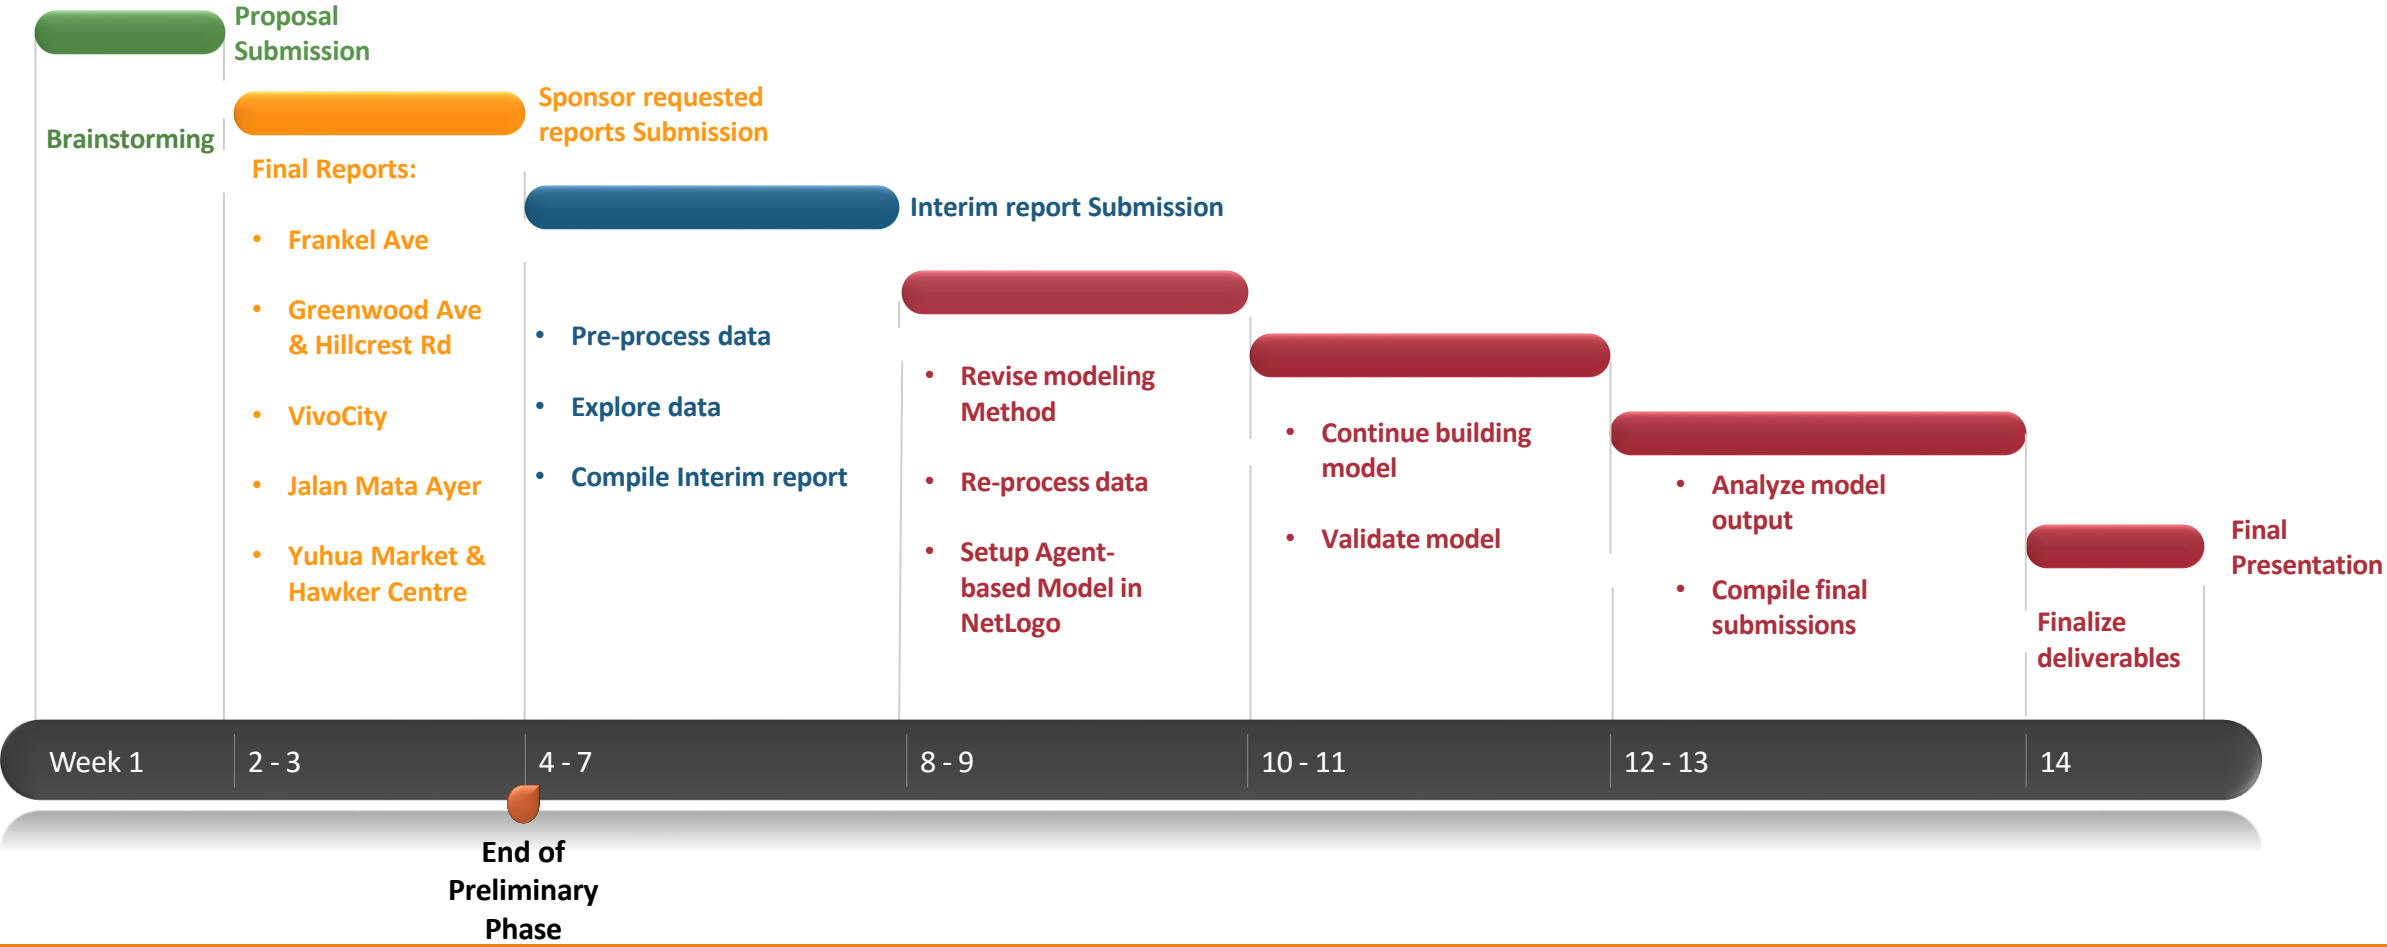 Proposal
Submission
Brainstorming
Sponsor requested
reports Submission
Final Reports:
• Frankel Ave
• Greenwood Ave
& Hillcrest Rd
• VivoCity
• Jalan Mata Ayer
• Yuhua Market &
Hawker Centre
Interim report Submission
• Pre-process data
• Explore data
• Compile Interim report
• Revise modeling
Method
• Re-process data
• Setup Agent-
based Model in
NetLogo
• Continue building
model
• Validate model
• Analyze model
output
• Compile final
submissions
Final
Presentation
Finalize
deliverables
Week 1
2 - 3
4 - 7
8 - 9
10 - 11
12 - 13
14
End of
Preliminary
Phase